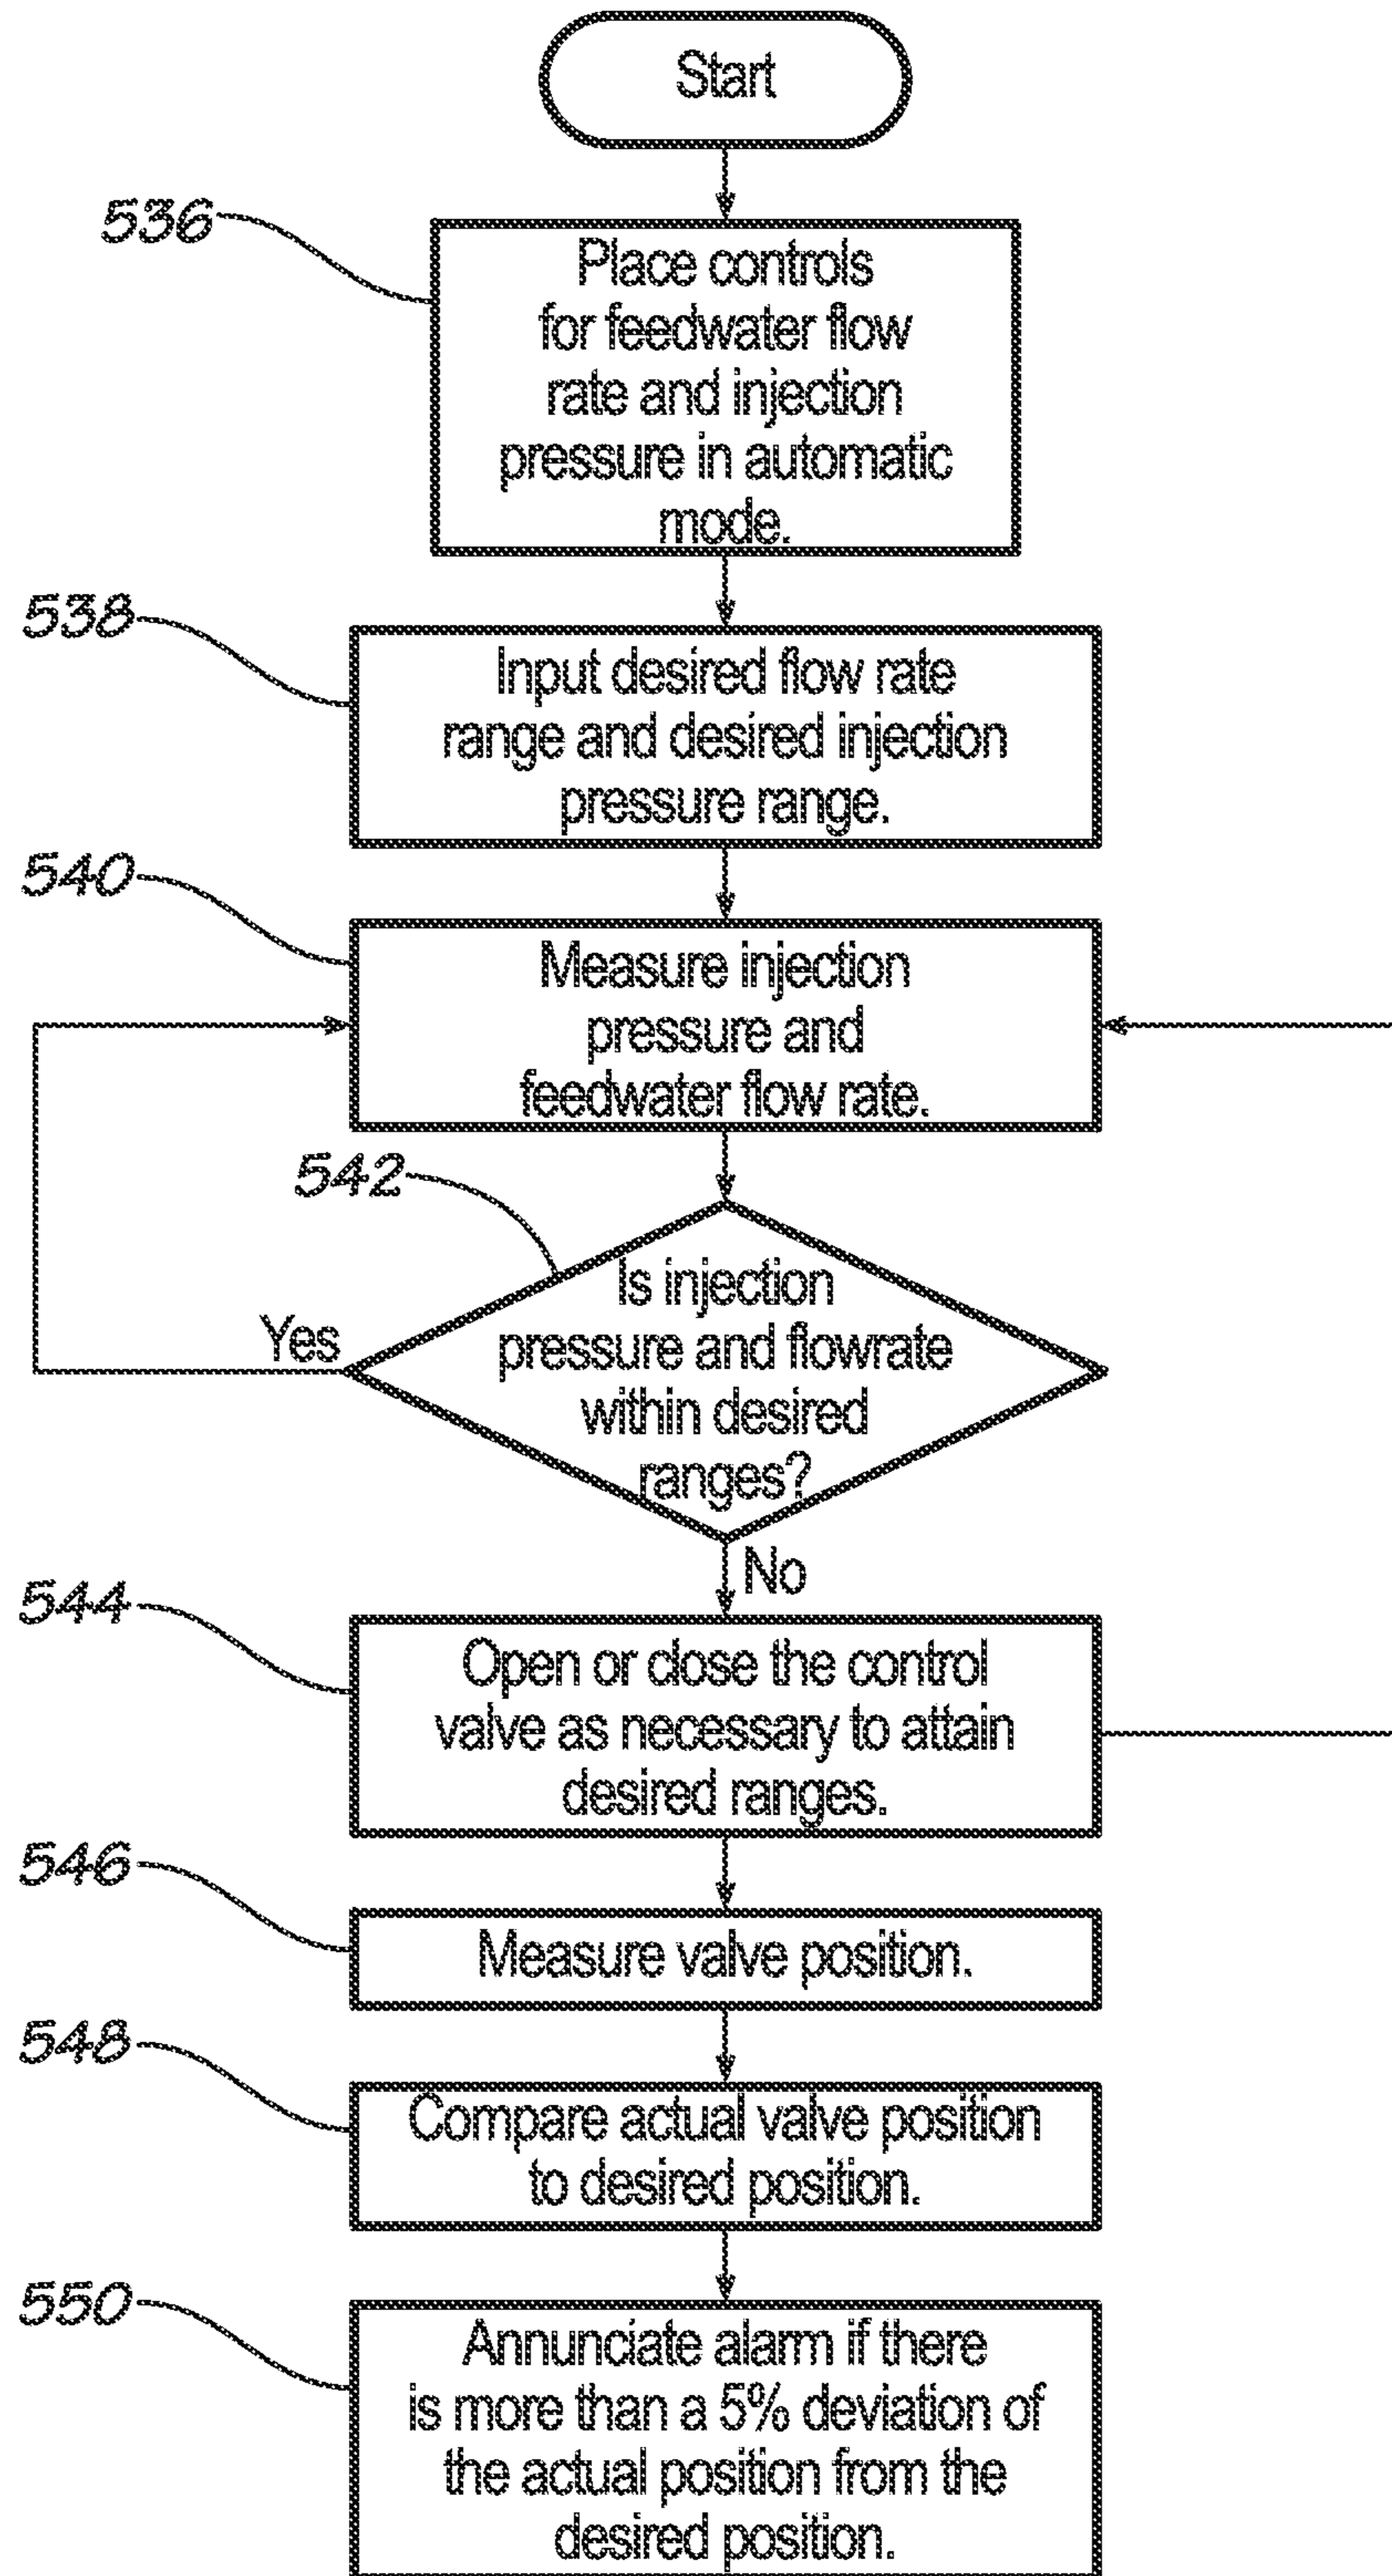 Start
536
Place controls
for feedwater flow
rate and injection
pressure in automatic
mode.
538
Input desired flow rate
range and desired injection
pressure range.
540
Measure injection
pressure and
feedwater flow rate.
542
Is injection
pressure and flowrate
within desired
ranges?
Yes
No
544
Open or close the control
valve as necessary to attain
desired ranges.
546
Measure valve position.
548
Compare actual valve position
to desired position.
550
Annunciate alarm if there
is more than a 5% deviation of
the actual position from the
desired position.